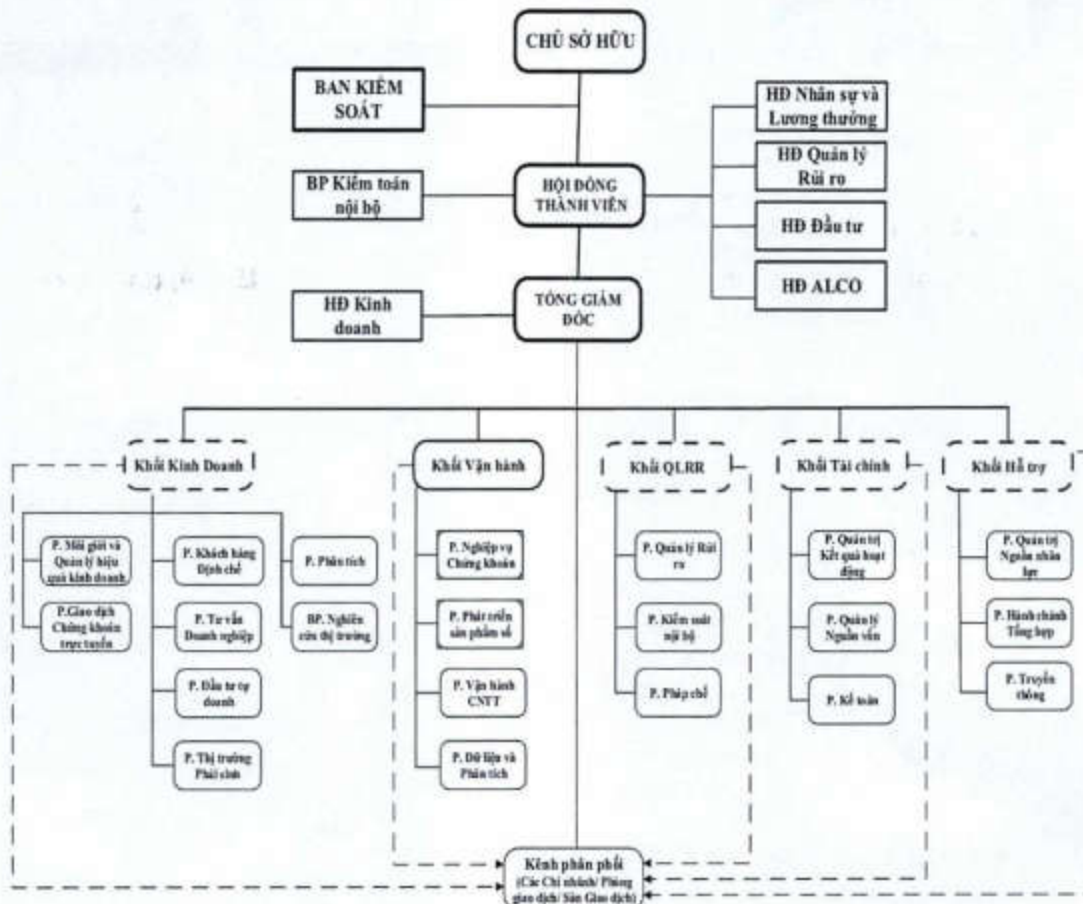 CHỦ SỞ HỮU
BAN KIỂM
SOÁT
HĐ Nhân sự và
Lương thưởng
HĐ Quản lý
Rủi ro
BP Kiểm toán
nội bộ
HỘI ĐỒNG
THÀNH VIÊN
HĐ Đầu tư
HĐ ALCO
HĐ Kinh
doanh
TỔNG GIÁM
ĐỐC
Khối Kinh Doanh
Khối Vận hành
Khối QLRR
Khối Tài chính
Khối Hỗ trợ
P. Môi giới và
Quản lý hiệu
quả kinh doanh
P.Giao dịch
Chứng khoán
trực tuyến
P. Khách hàng
Định chế
P. Tư vấn
Doanh nghiệp
P. Đầu tư tự
doanh
P. Thị trường
Phái sinh
P. Phân tích
BP. Nghiên
cứu thị trường
P. Nghiệp vụ
Chứng khoán
P. Phát triển
sản phẩm số
P. Vận hành
CNTT
P. Dữ liệu và
Phân tích
P. Quản lý Rủi
ro
P. Kiểm soát
nội bộ
P. Pháp chế
P. Quản trị
Kết quả hoạt
động
P. Quản lý
Nguồn vốn
P. Kế toán
P. Quản trị
Nguồn nhân
lực
P. Hành chính
Tổng hợp
P. Truyền
thông
Kênh phân phối
(Các Chi nhánh/ Phòng
giao dịch/ Sàn Giao dịch)